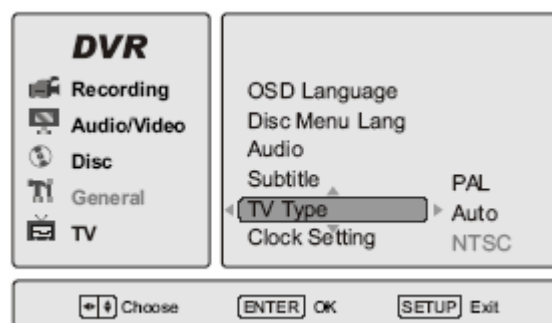 DVR
Recording
Audio/Video
Disc
General
TV
OSD Language
Disc Menu Lang
Audio
Subtitle
TV Type
Clock Setting
PAL
Auto
NTSC
Choose
ENTER OK
SETUP Exit